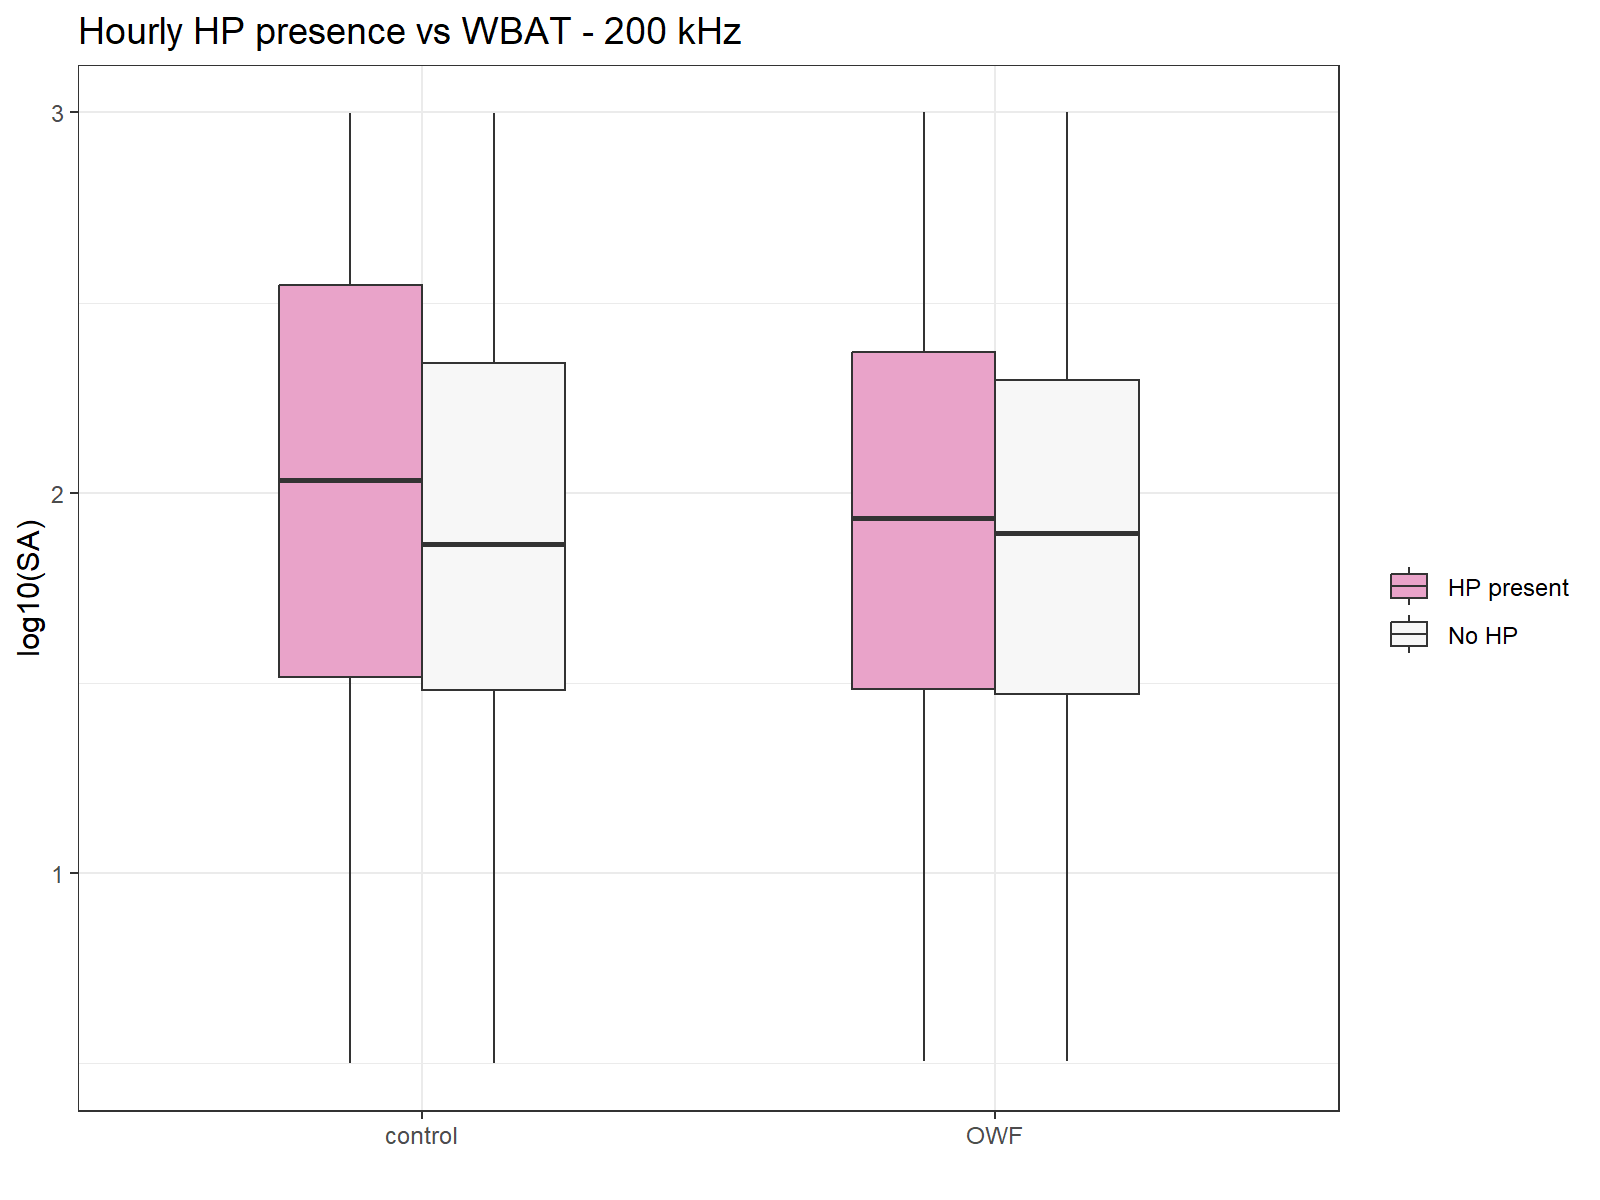 Hourly HP presence vs WBAT - 200 kHz
3
2
1
log10(SA)
control
OWF
HP present
No HP